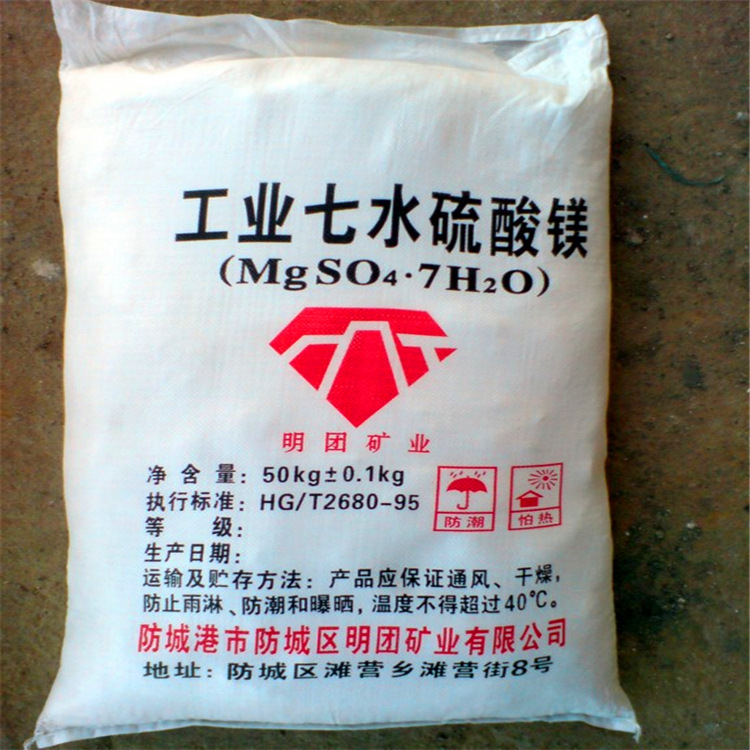 工业七水硫酸镁
(MgSO4·7H2O)
明团矿业
净含量：50kg±0.1kg
执行标准：HG/T2680-95
防潮
怕热
等 级：
生产日期：
运输及贮存方法：产品应保证通风、干燥，
防止雨淋、防潮和曝晒，温度不得超过40℃。
防城港市防城区明团矿业有限公司
地址：防城区滩营乡滩营街8号